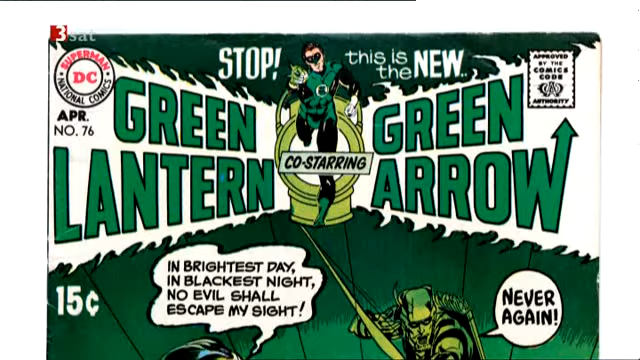 3sat
STOP!
this is
the NEW..
SUPERMAN
DC
NATIONAL COMICS
APPROVED
BY THE
COMICS
CODE
CA
AUTHORITY
APR.
NO. 76
GREEN
LANTERN
CO-STARRING
GREEN
ARROW
15¢
IN BRIGHTEST DAY,
IN BLACKEST NIGHT,
NO EVIL SHALL
ESCAPE MY SIGHT!
NEVER
AGAIN!